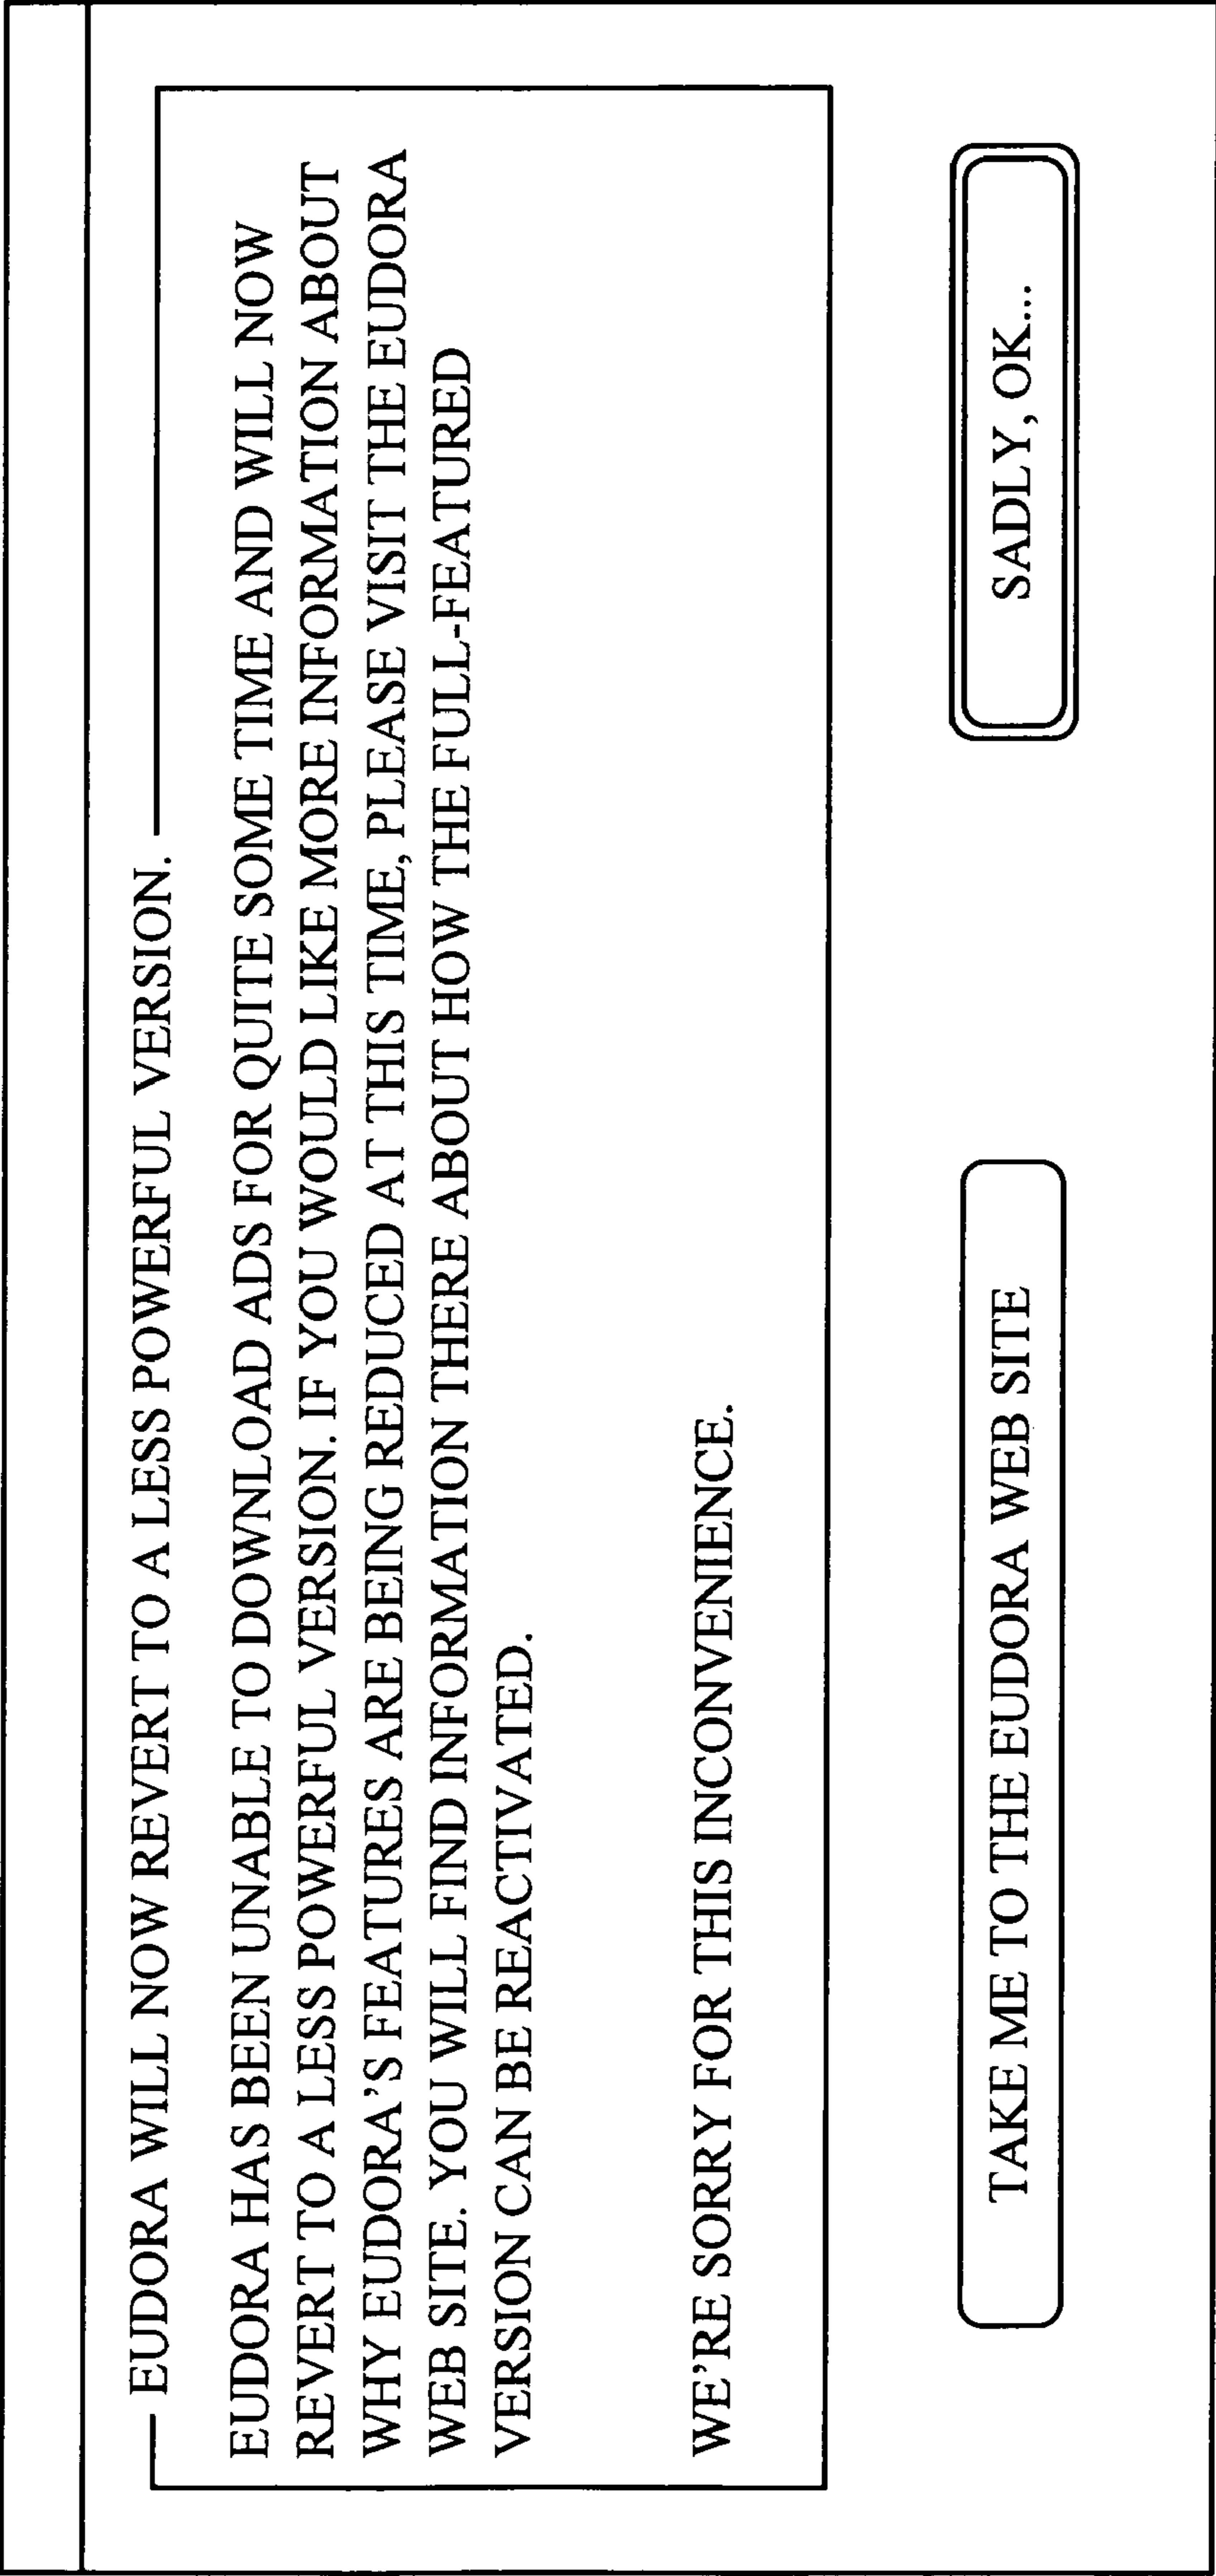 EUDORA WILL NOW REVERT TO A LESS POWERFUL VERSION.
EUDORA HAS BEEN UNABLE TO DOWNLOAD ADS FOR QUITE SOME TIME AND WILL NOW
REVERT TO A LESS POWERFUL VERSION. IF YOU WOULD LIKE MORE INFORMATION ABOUT
WHY EUDORA'S FEATURES ARE BEING REDUCED AT THIS TIME, PLEASE VISIT THE EUDORA
WEB SITE. YOU WILL FIND INFORMATION THERE ABOUT HOW THE FULL-FEATURED
VERSION CAN BE REACTIVATED.
WE'RE SORRY FOR THIS INCONVENIENCE.
TAKE ME TO THE EUDORA WEB SITE
SADLY, OK...